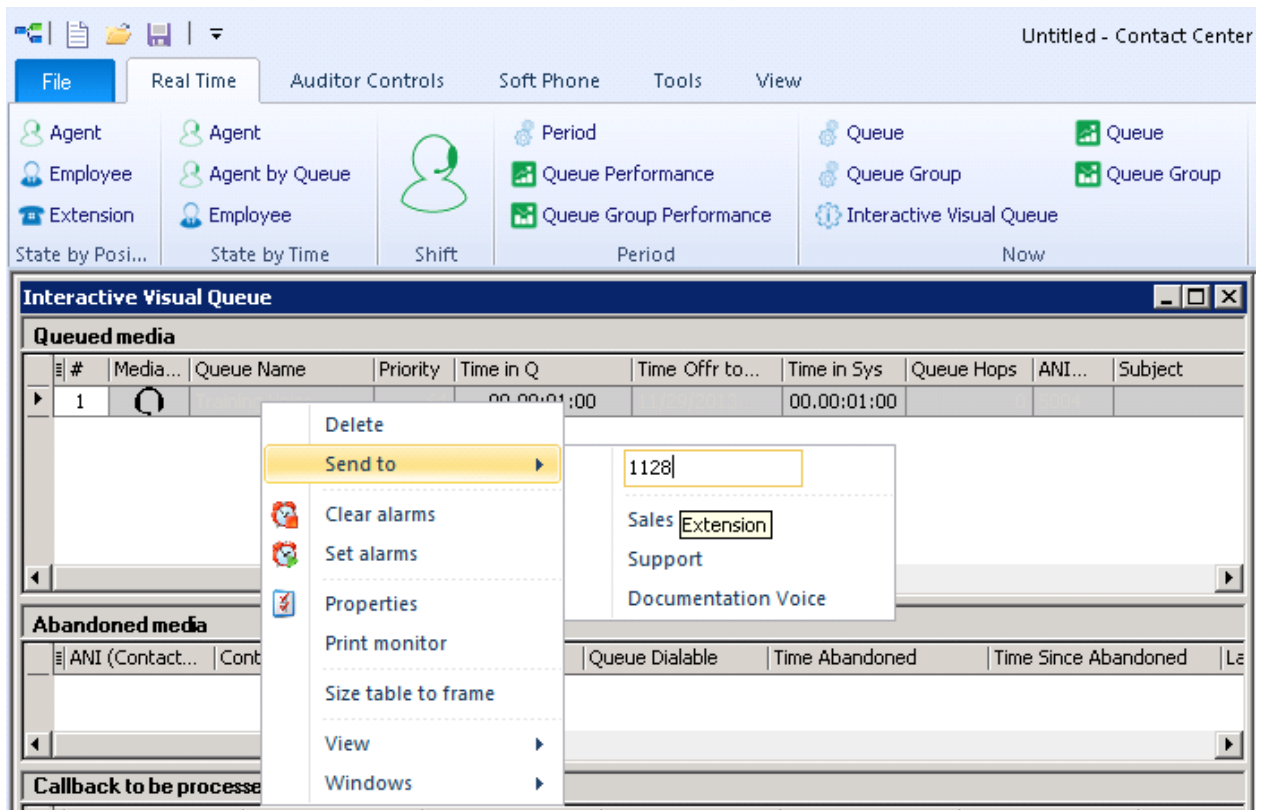 Untitled - Contact Center
File Real Time Auditor Controls Soft Phone Tools View
Agent Agent Period Queue Queue
Employee Agent by Queue Queue Performance Queue Group Queue Group
Extension Employee Queue Group Performance Interactive Visual Queue
State by Posi... State by Time Shift Period Now
Interactive Visual Queue
Queued media
# Media... Queue Name Priority Time in Q Time Offr to... Time in Sys Queue Hops ANI... Subject
1 00.00:01:00 00.00:01:00
Delete
Send to 1128
Clear alarms Sales Extension
Set alarms Support
Properties Documentation Voice
Abandoned media
Print monitor
ANI (Contact... Cont Queue Dialable Time Abandoned Time Since Abandoned La
Size table to frame
View
Windows
Callback to be processe